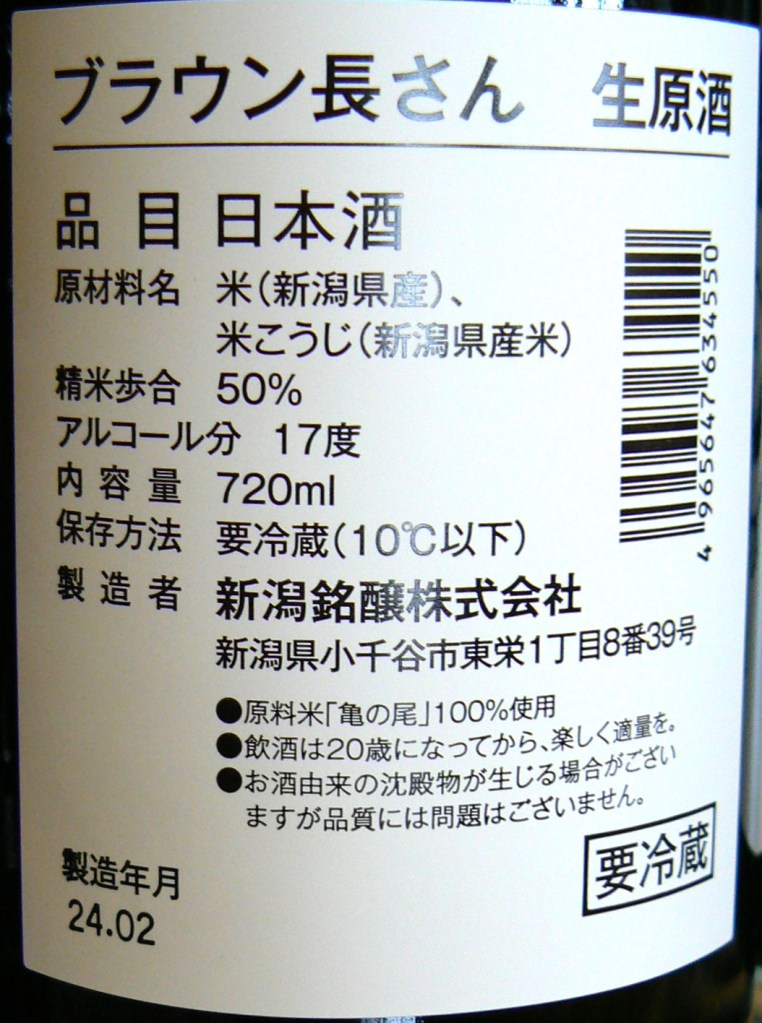 ブラウン長さん 生原酒
品目 日本酒
原材料名 米(新潟県産)、
米こうじ(新潟県産米)
精米歩合 50%
アルコール分 17度
内容量 720ml
保存方法 要冷蔵(10℃以下)
製造者 新潟銘醸株式会社
新潟県小千谷市東栄1丁目8番39号
●原料米「亀の尾」100%使用
●飲酒は20歳になってから、楽しく適量を。
●お酒由来の沈殿物が生じる場合がござい
ますが品質には問題はございません。
製造年月
24.02
要冷蔵
4 965647 634550